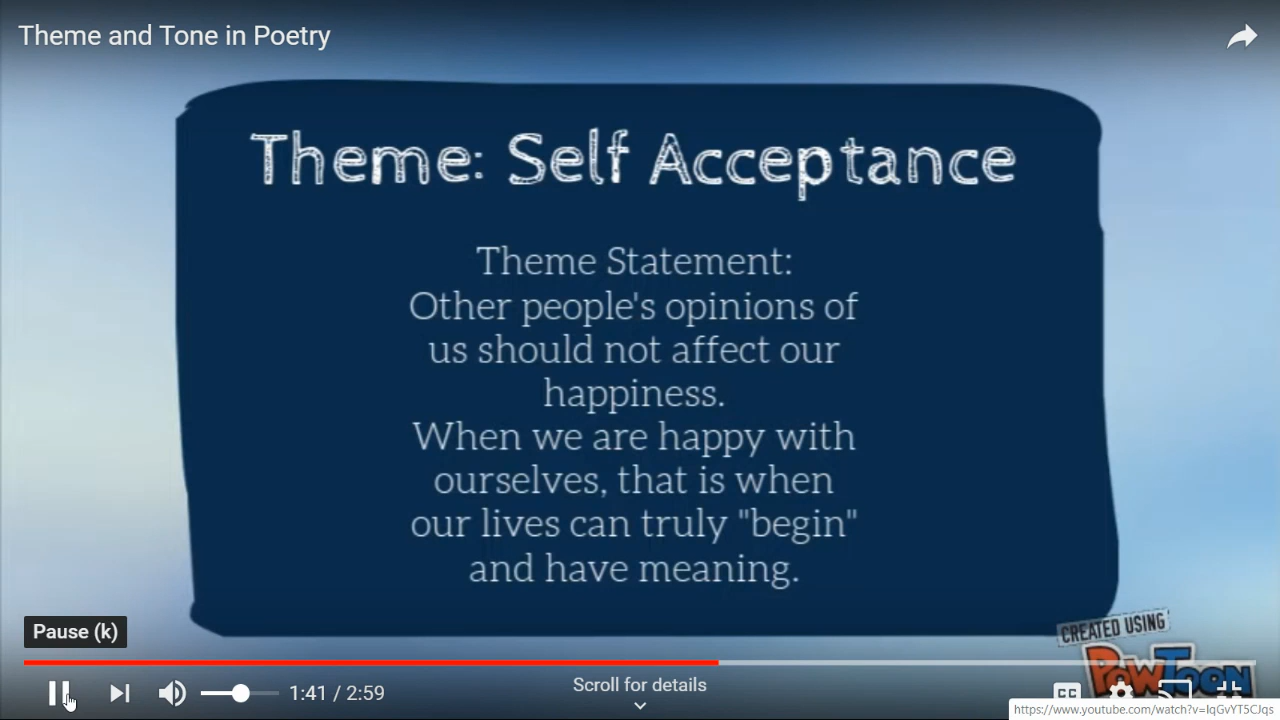 Theme and Tone in Poetry
Theme: Self Acceptance
Theme Statement:
Other people's opinions of
us should not affect our
happiness.
When we are happy with
ourselves, that is when
our lives can truly "begin"
and have meaning.
CREATED USING
POWTOON
Pause (k)
1:41 / 2:59
Scroll for details
CC
https://www.youtube.com/watch?v=IqGvYT5CJqs